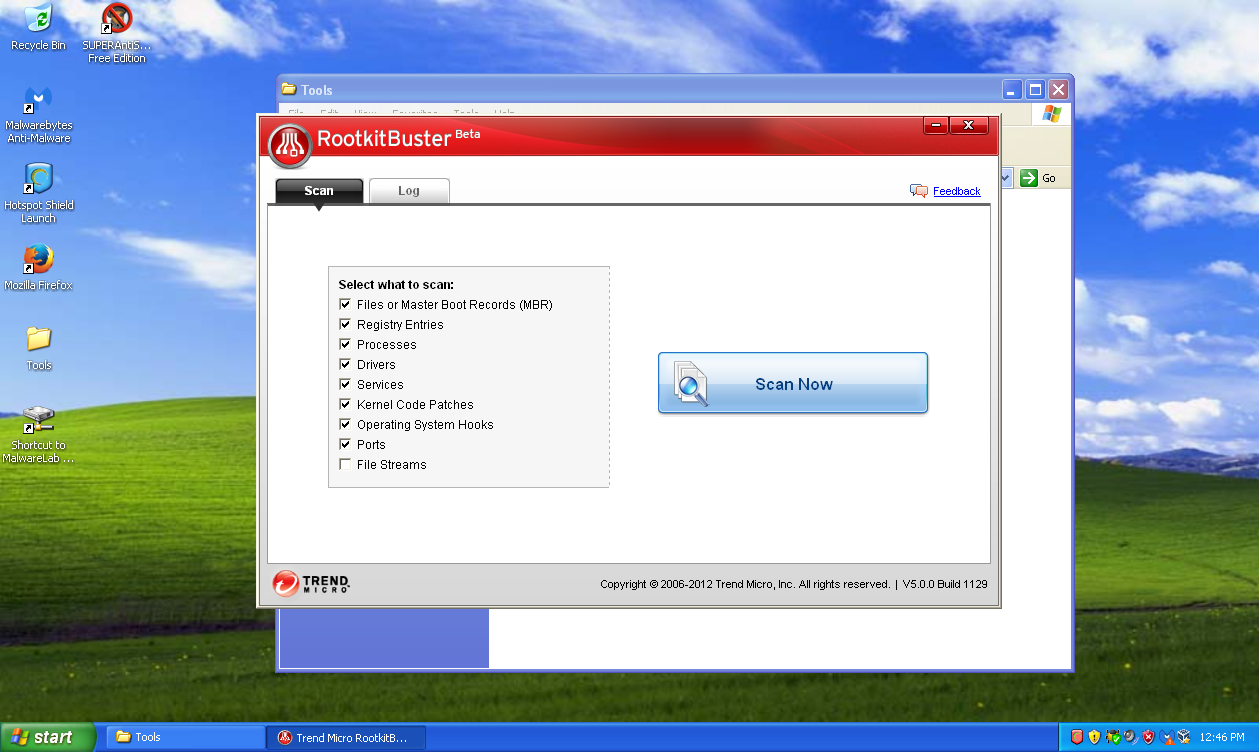 Recycle Bin
SUPERAntiS...
Free Edition
Malwarebytes
Anti-Malware
Hotspot Shield
Launch
Mozilla Firefox
Tools
Shortcut to
MalwareLab ...
Tools
File Edit View Favorites Tools Help
Go
RootkitBuster Beta
Scan
Log
Feedback
Select what to scan:
Files or Master Boot Records (MBR)
Registry Entries
Processes
Drivers
Services
Kernel Code Patches
Operating System Hooks
Ports
File Streams
Scan Now
TREND
MICRO
Copyright © 2006-2012 Trend Micro, Inc. All rights reserved. | V5.0.0 Build 1129
start
Tools
Trend Micro RootkitB...
12:46 PM